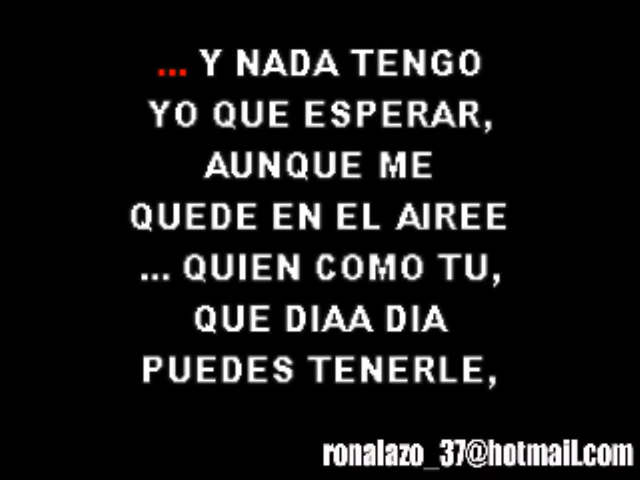 ... Y NADA TENGO
YO QUE ESPERAR,
AUNQUE ME
QUEDE EN EL AIREE
... QUIEN COMO TU,
QUE DIAA DIA
PUEDES TENERLE,
ronalazo_37@hotmail.com